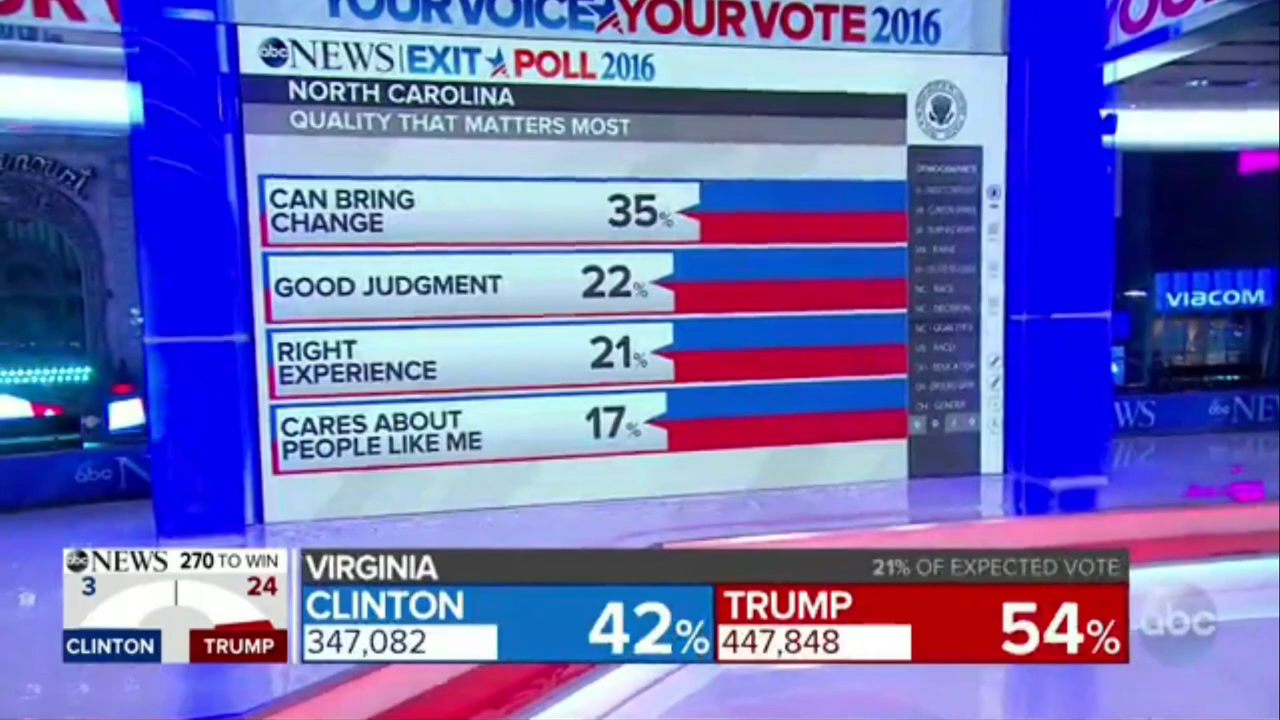 YOUR VOICE YOUR VOTE 2016
abc NEWS | EXIT POLL 2016
NORTH CAROLINA
QUALITY THAT MATTERS MOST
CAN BRING
CHANGE
35%
GOOD JUDGMENT
22%
RIGHT
EXPERIENCE
21%
CARES ABOUT
PEOPLE LIKE ME
17%
VIACOM
abc NEWS 270 TO WIN
3
24
CLINTON
TRUMP
VIRGINIA
21% OF EXPECTED VOTE
CLINTON
347,082
42%
TRUMP
447,848
54%
abc